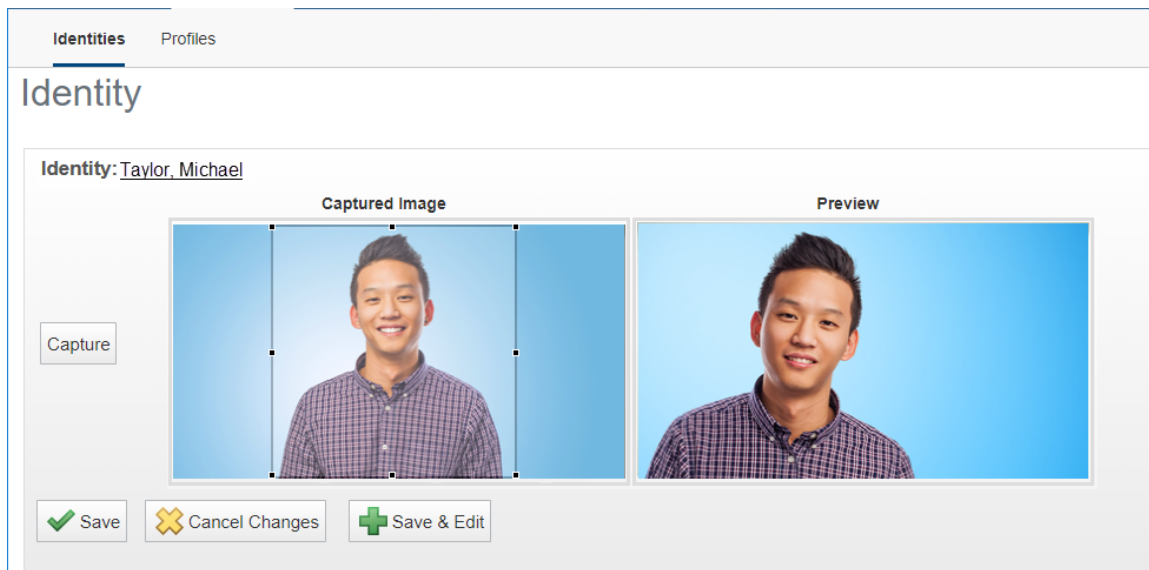 Identities Profiles
Identity
Identity: Taylor, Michael
Captured Image Preview
Capture
Save Cancel Changes Save & Edit